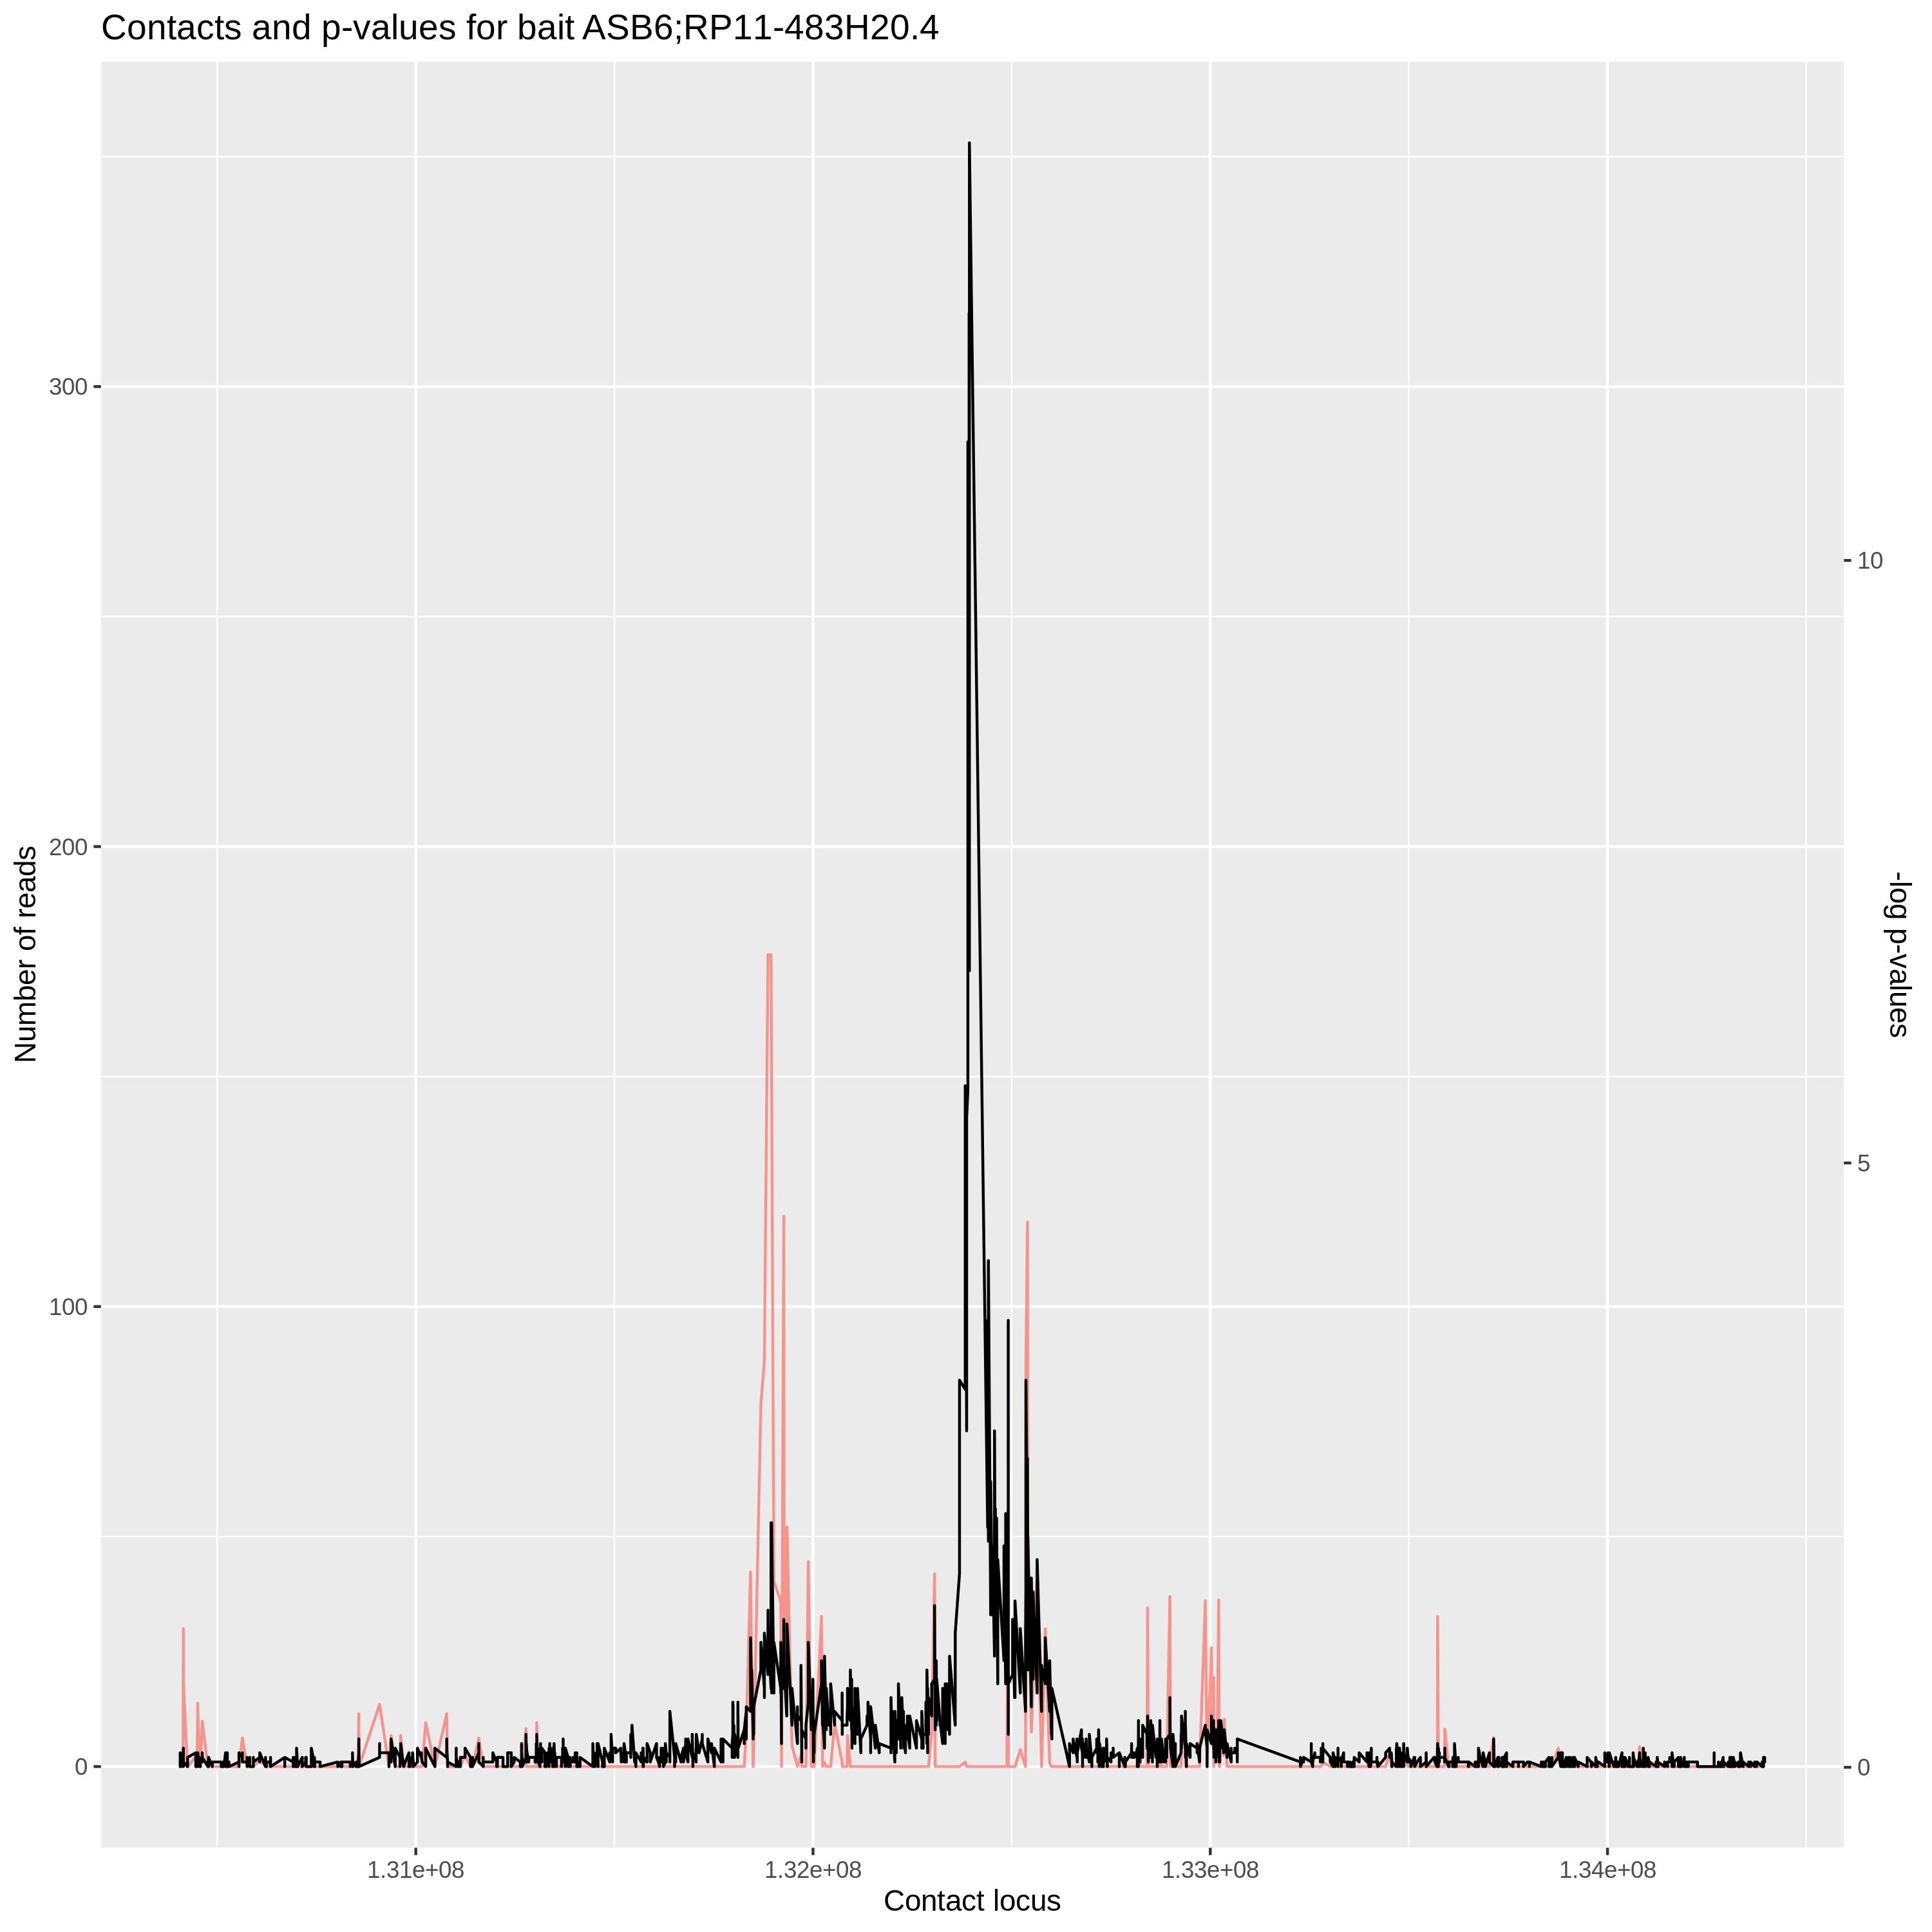 Contacts and p-values for bait ASB6;RP11-483H20.4
Number of reads
300
200
100
0
10
5
0
-log p-values
1.31e+08
1.32e+08
1.33e+08
1.34e+08
Contact locus